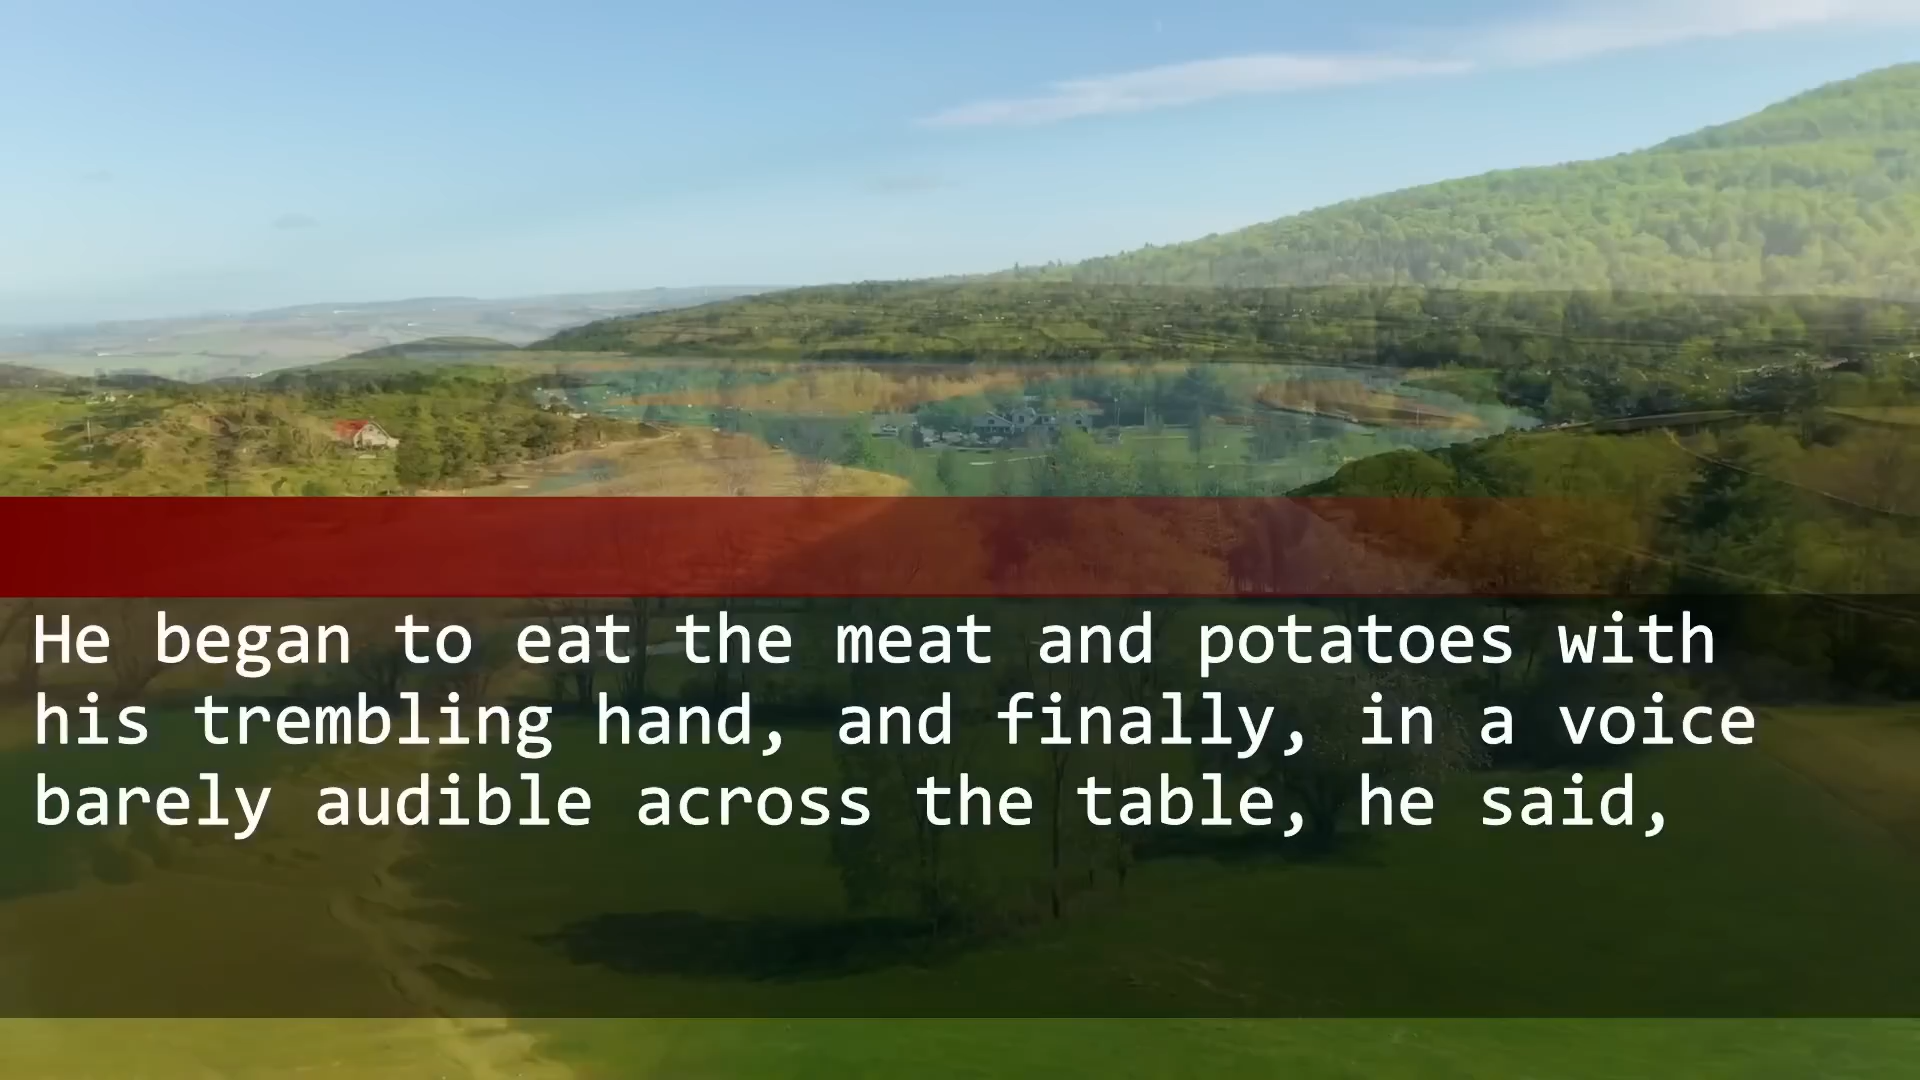 He began to eat the meat and potatoes with
his trembling hand, and finally, in a voice
barely audible across the table, he said,